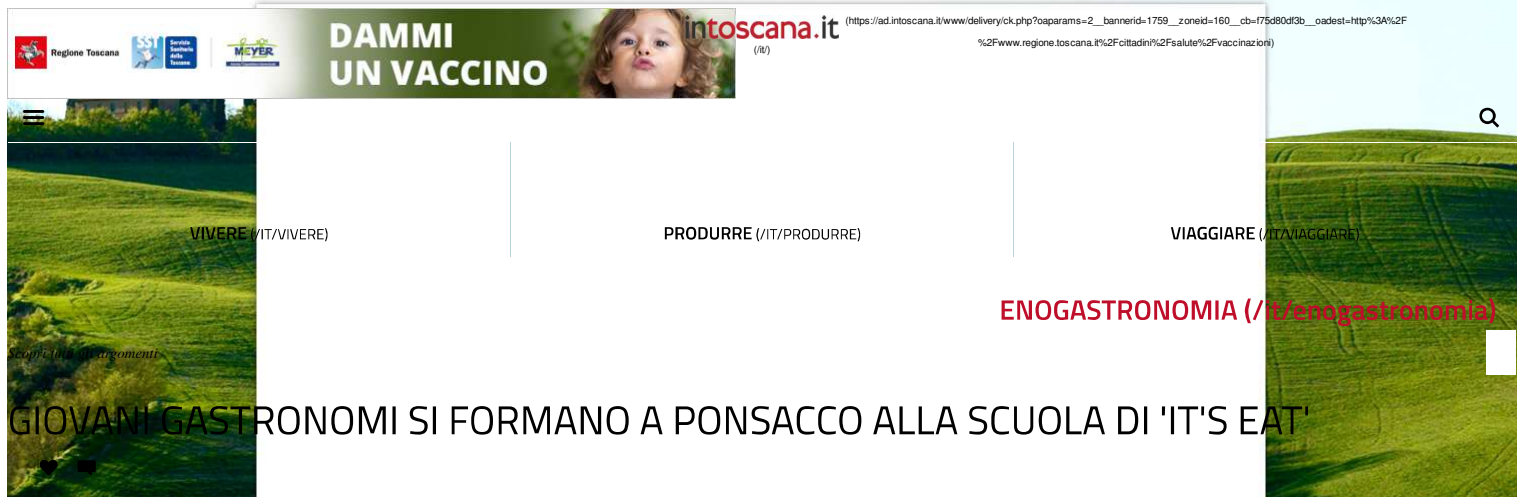 Regione Toscana
SST Servizio Sanitario della Toscana
MEYER
DAMMI
UN VACCINO
intoscana.it
(/it/)
(https://ad.intoscana.it/www/delivery/ck.php?oaparams=2__bannerid=1759__zoneid=160__cb=f75d80df3b__oadest=http%3A%2F
%2Fwww.regione.toscana.it%2Fcittadini%2Fsalute%2Fvaccinazioni)
VIVERE (/IT/VIVERE)
PRODURRE (/IT/PRODURRE)
VIAGGIARE (/IT/VIAGGIARE)
ENOGASTRONOMIA (/it/enogastronomia)
Scopri tutti gli argomenti
GIOVANI GASTRONOMI SI FORMANO A PONSACCO ALLA SCUOLA DI 'IT'S EAT'